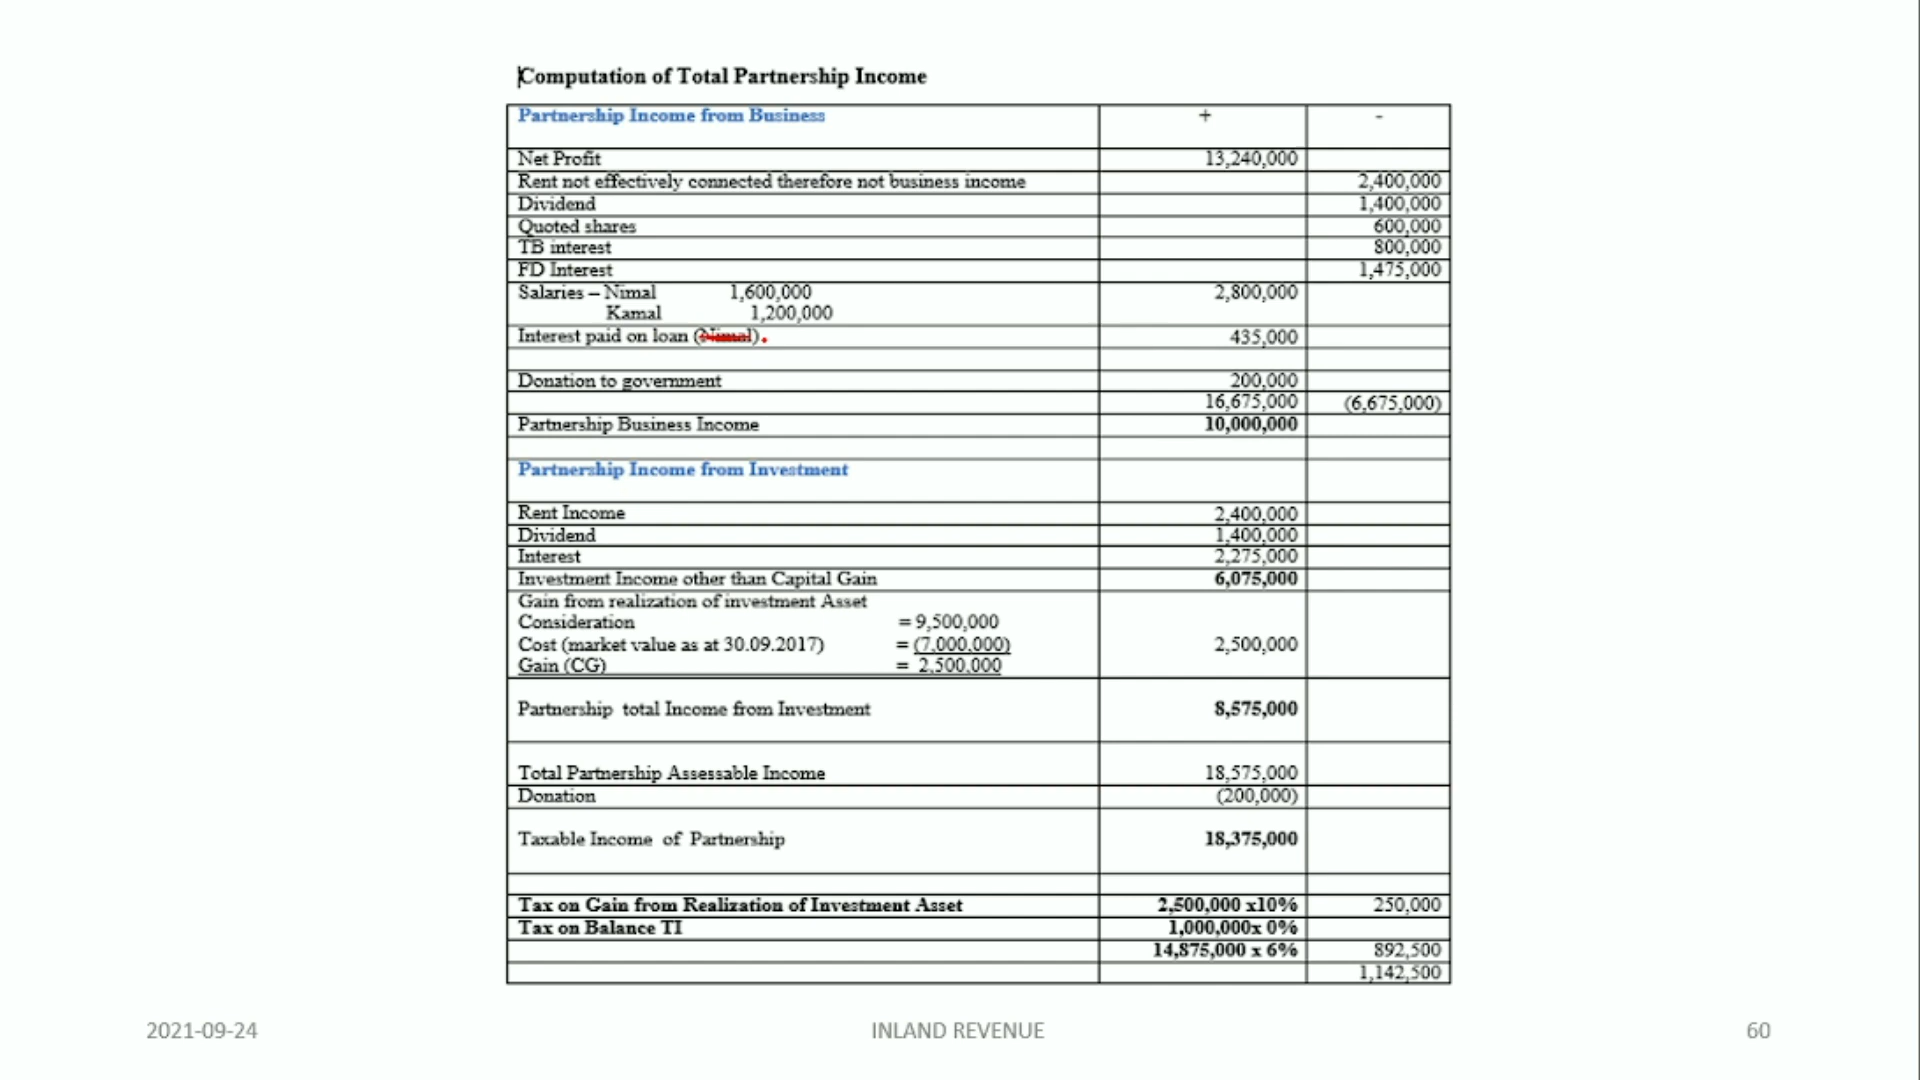 Computation of Total Partnership Income
Partnership Income from Business + -
Net Profit 13,240,000
Rent not effectively connected therefore not business income 2,400,000
Dividend 1,400,000
Quoted shares 600,000
TB interest 800,000
FD Interest 1,475,000
Salaries – Nimal 1,600,000 2,800,000
Kamal 1,200,000
Interest paid on loan (Nimal). 435,000
Donation to government 200,000
16,675,000 (6,675,000)
Partnership Business Income 10,000,000
Partnership Income from Investment
Rent Income 2,400,000
Dividend 1,400,000
Interest 2,275,000
Investment Income other than Capital Gain 6,075,000
Gain from realization of investment Asset
Consideration = 9,500,000
Cost (market value as at 30.09.2017) = (7,000,000) 2,500,000
Gain (CG) = 2,500,000
Partnership total Income from Investment 8,575,000
Total Partnership Assessable Income 18,575,000
Donation (200,000)
Taxable Income of Partnership 18,375,000
Tax on Gain from Realization of Investment Asset 2,500,000 x10% 250,000
Tax on Balance TI 1,000,000x 0%
14,875,000 x 6% 892,500
1,142,500
2021-09-24 INLAND REVENUE 60